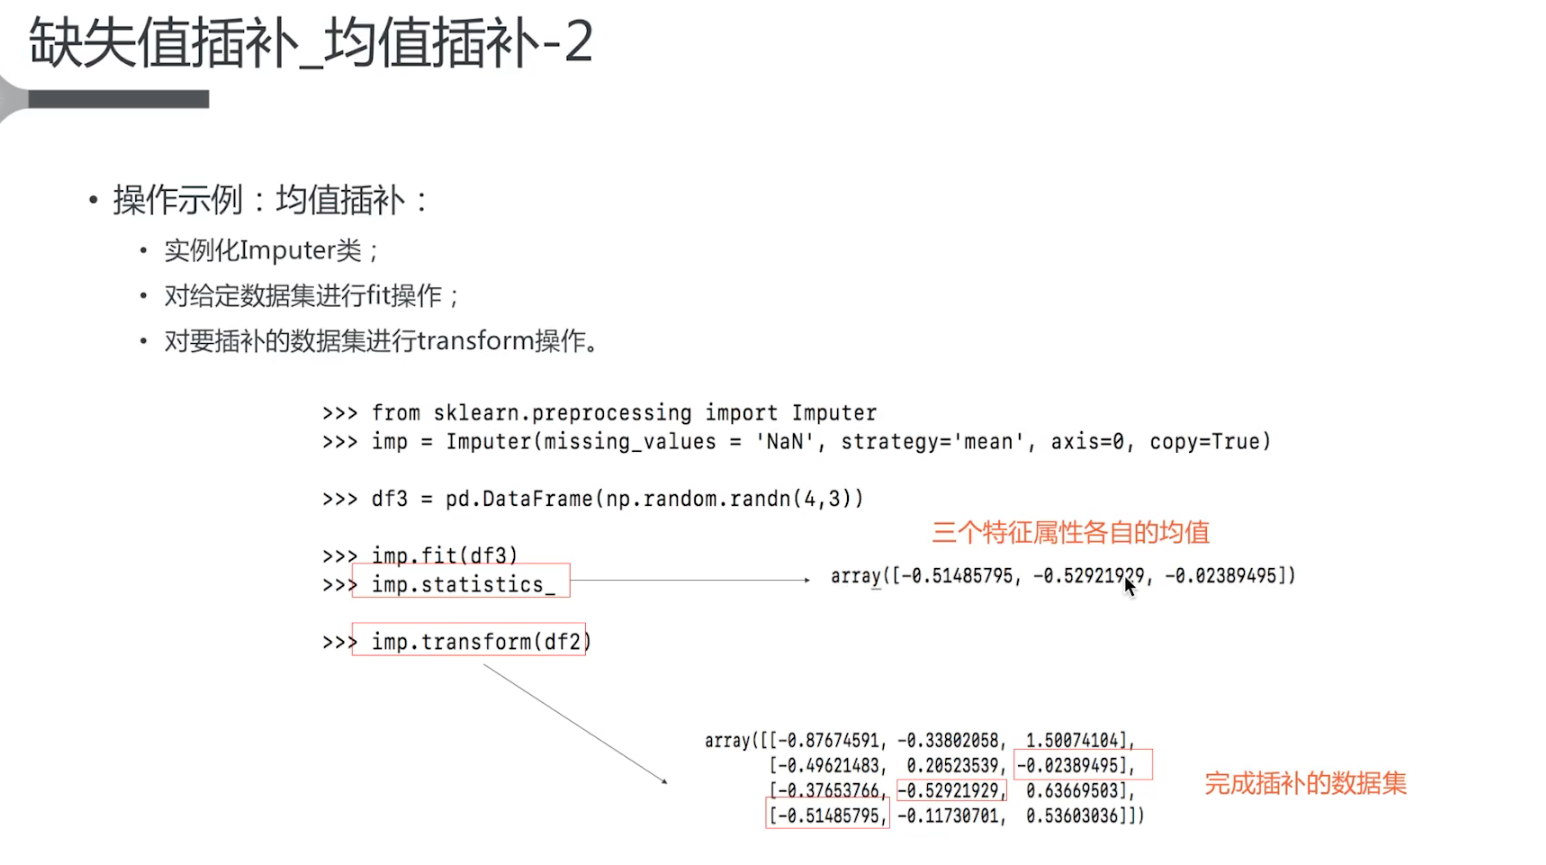 缺失值插补_均值插补-2
• 操作示例：均值插补：
• 实例化Imputer类；
• 对给定数据集进行fit操作；
• 对要插补的数据集进行transform操作。
>>> from sklearn.preprocessing import Imputer
>>> imp = Imputer(missing_values = 'NaN', strategy='mean', axis=0, copy=True)
>>> df3 = pd.DataFrame(np.random.randn(4,3))
三个特征属性各自的均值
>>> imp.fit(df3)
>>> imp.statistics_
array([-0.51485795, -0.52921929, -0.02389495])
>>> imp.transform(df2)
array([[-0.87674591, -0.33802058, 1.50074104],
[-0.49621483, 0.20523539, -0.02389495],
[-0.37653766, -0.52921929, 0.63669503],
[-0.51485795, -0.11730701, 0.53603036]])
完成插补的数据集